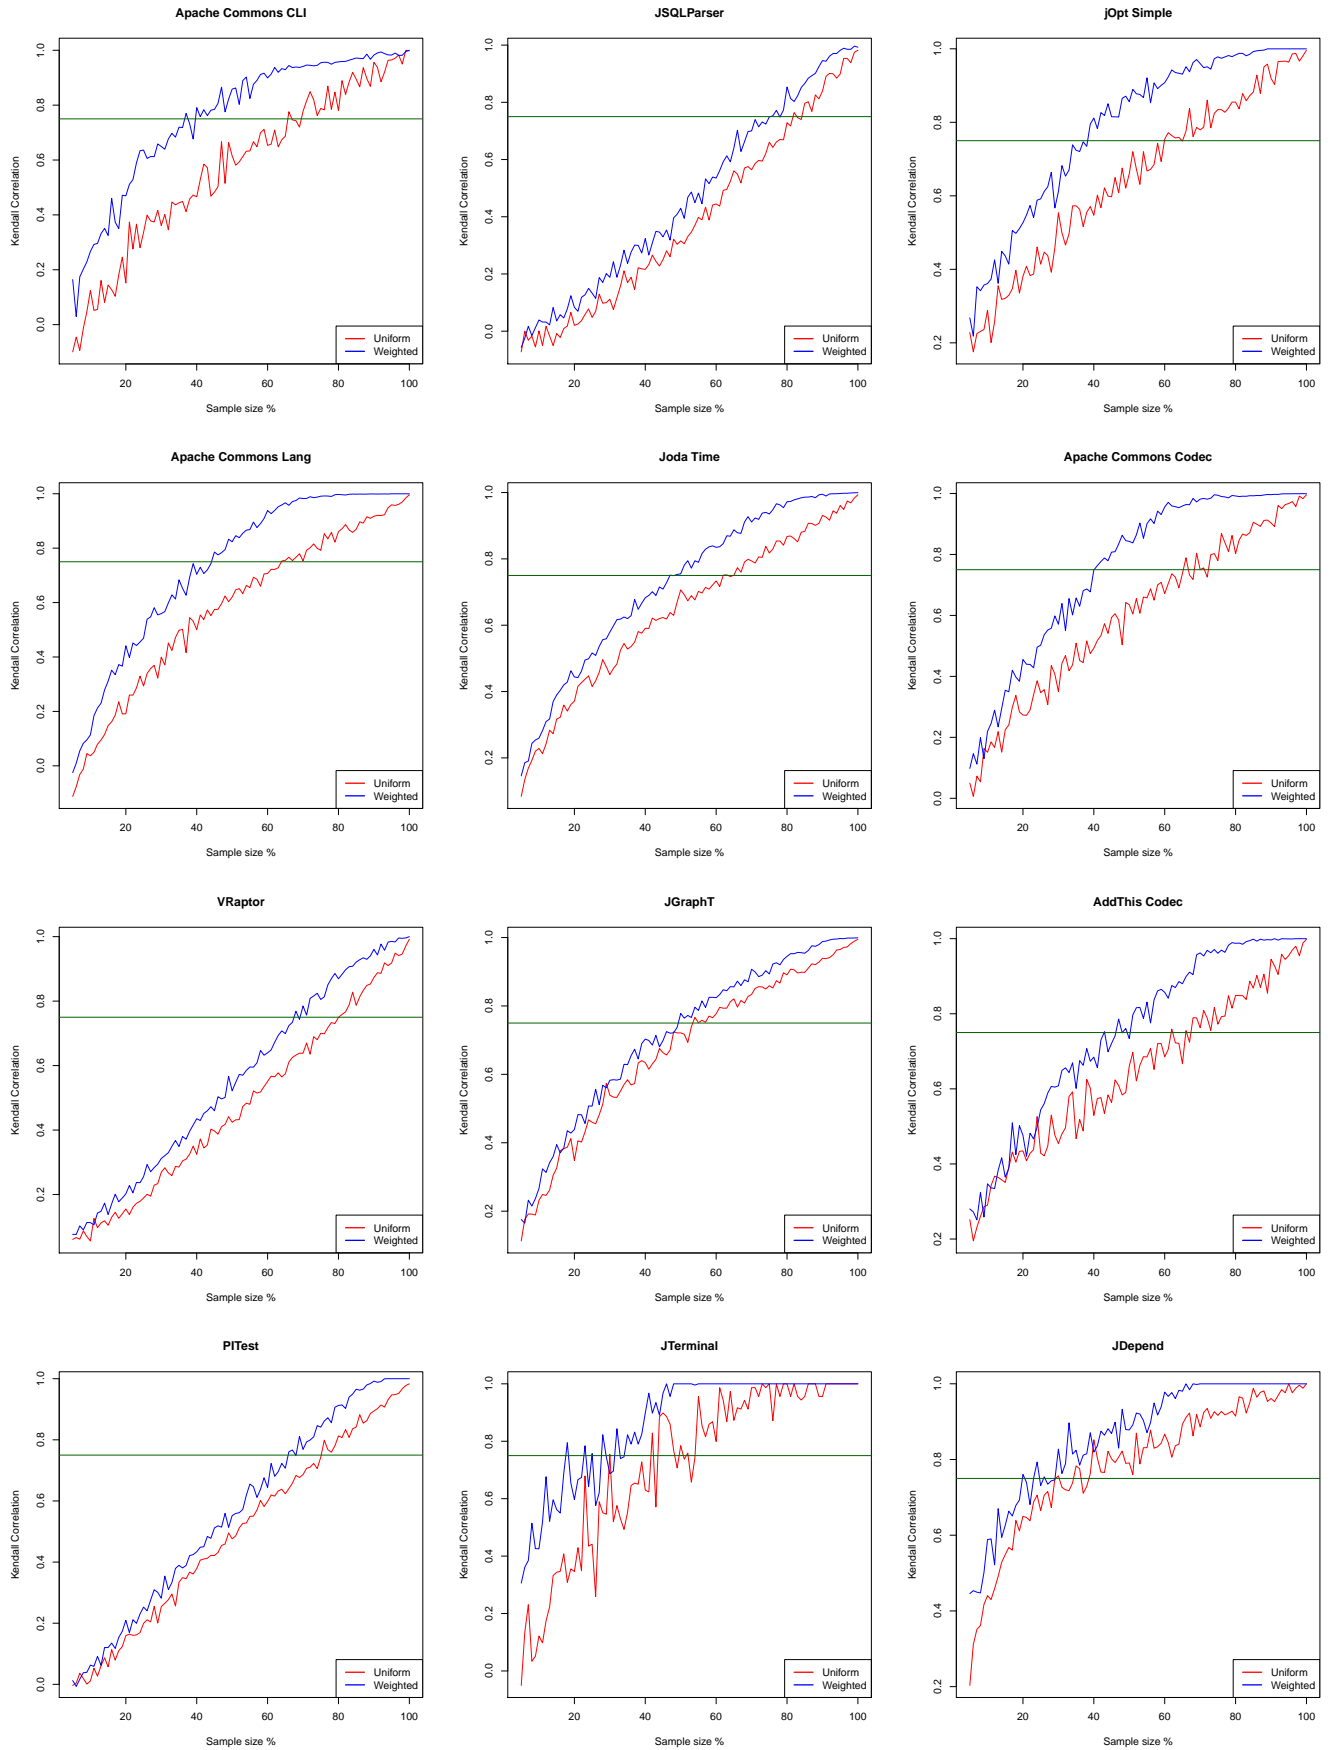 Apache Commons CLI
Kendall Correlation
0.0
0.2
0.4
0.6
0.8
1.0
20
40
60
80
100
Sample size %
Uniform
Weighted
JSQLParser
Kendall Correlation
0.0
0.2
0.4
0.6
0.8
1.0
20
40
60
80
100
Sample size %
Uniform
Weighted
jOpt Simple
Kendall Correlation
0.2
0.4
0.6
0.8
1.0
20
40
60
80
100
Sample size %
Uniform
Weighted
Apache Commons Lang
Kendall Correlation
0.0
0.2
0.4
0.6
0.8
1.0
20
40
60
80
100
Sample size %
Uniform
Weighted
Joda Time
Kendall Correlation
0.2
0.4
0.6
0.8
1.0
20
40
60
80
100
Sample size %
Uniform
Weighted
Apache Commons Codec
Kendall Correlation
0.0
0.2
0.4
0.6
0.8
1.0
20
40
60
80
100
Sample size %
Uniform
Weighted
VRaptor
Kendall Correlation
0.2
0.4
0.6
0.8
1.0
20
40
60
80
100
Sample size %
Uniform
Weighted
JGraphT
Kendall Correlation
0.2
0.4
0.6
0.8
1.0
20
40
60
80
100
Sample size %
Uniform
Weighted
AddThis Codec
Kendall Correlation
0.2
0.4
0.6
0.8
1.0
20
40
60
80
100
Sample size %
Uniform
Weighted
PITest
Kendall Correlation
0.0
0.2
0.4
0.6
0.8
1.0
20
40
60
80
100
Sample size %
Uniform
Weighted
JTerminal
Kendall Correlation
0.0
0.2
0.4
0.6
0.8
1.0
20
40
60
80
100
Sample size %
Uniform
Weighted
JDepend
Kendall Correlation
0.2
0.4
0.6
0.8
1.0
20
40
60
80
100
Sample size %
Uniform
Weighted